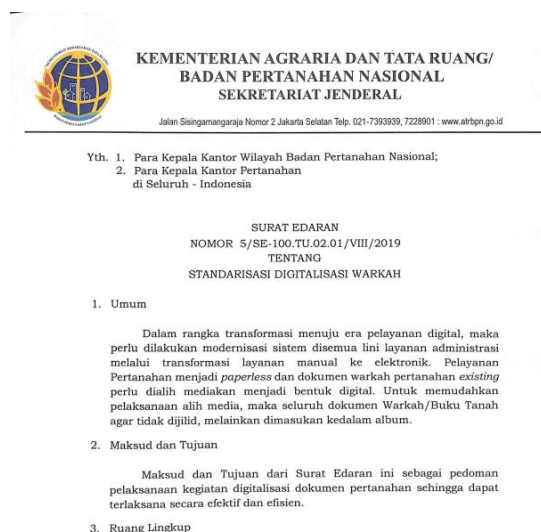 KEMENTERIAN AGRARIA DAN TATA RUANG/
BADAN PERTANAHAN NASIONAL
SEKRETARIAT JENDERAL
Jalan Sisingamangaraja Nomor 2 Jakarta Selatan Telp. 021-7393939, 7228901 : www.atrbpn.go.id
Yth. 1. Para Kepala Kantor Wilayah Badan Pertanahan Nasional;
2. Para Kepala Kantor Pertanahan
di Seluruh - Indonesia
SURAT EDARAN
NOMOR 5/SE-100.TU.02.01/VIII/2019
TENTANG
STANDARISASI DIGITALISASI WARKAH
1. Umum
Dalam rangka transformasi menuju era pelayanan digital, maka
perlu dilakukan modernisasi sistem disemua lini layanan administrasi
melalui transformasi layanan manual ke elektronik. Pelayanan
Pertanahan menjadi paperless dan dokumen warkah pertanahan existing
perlu dialih mediakan menjadi bentuk digital. Untuk memudahkan
pelaksanaan alih media, maka seluruh dokumen Warkah/Buku Tanah
agar tidak dijilid, melainkan dimasukan kedalam album.
2. Maksud dan Tujuan
Maksud dan Tujuan dari Surat Edaran ini sebagai pedoman
pelaksanaan kegiatan digitalisasi dokumen pertanahan sehingga dapat
terlaksana secara efektif dan efisien.
3. Ruang Lingkup